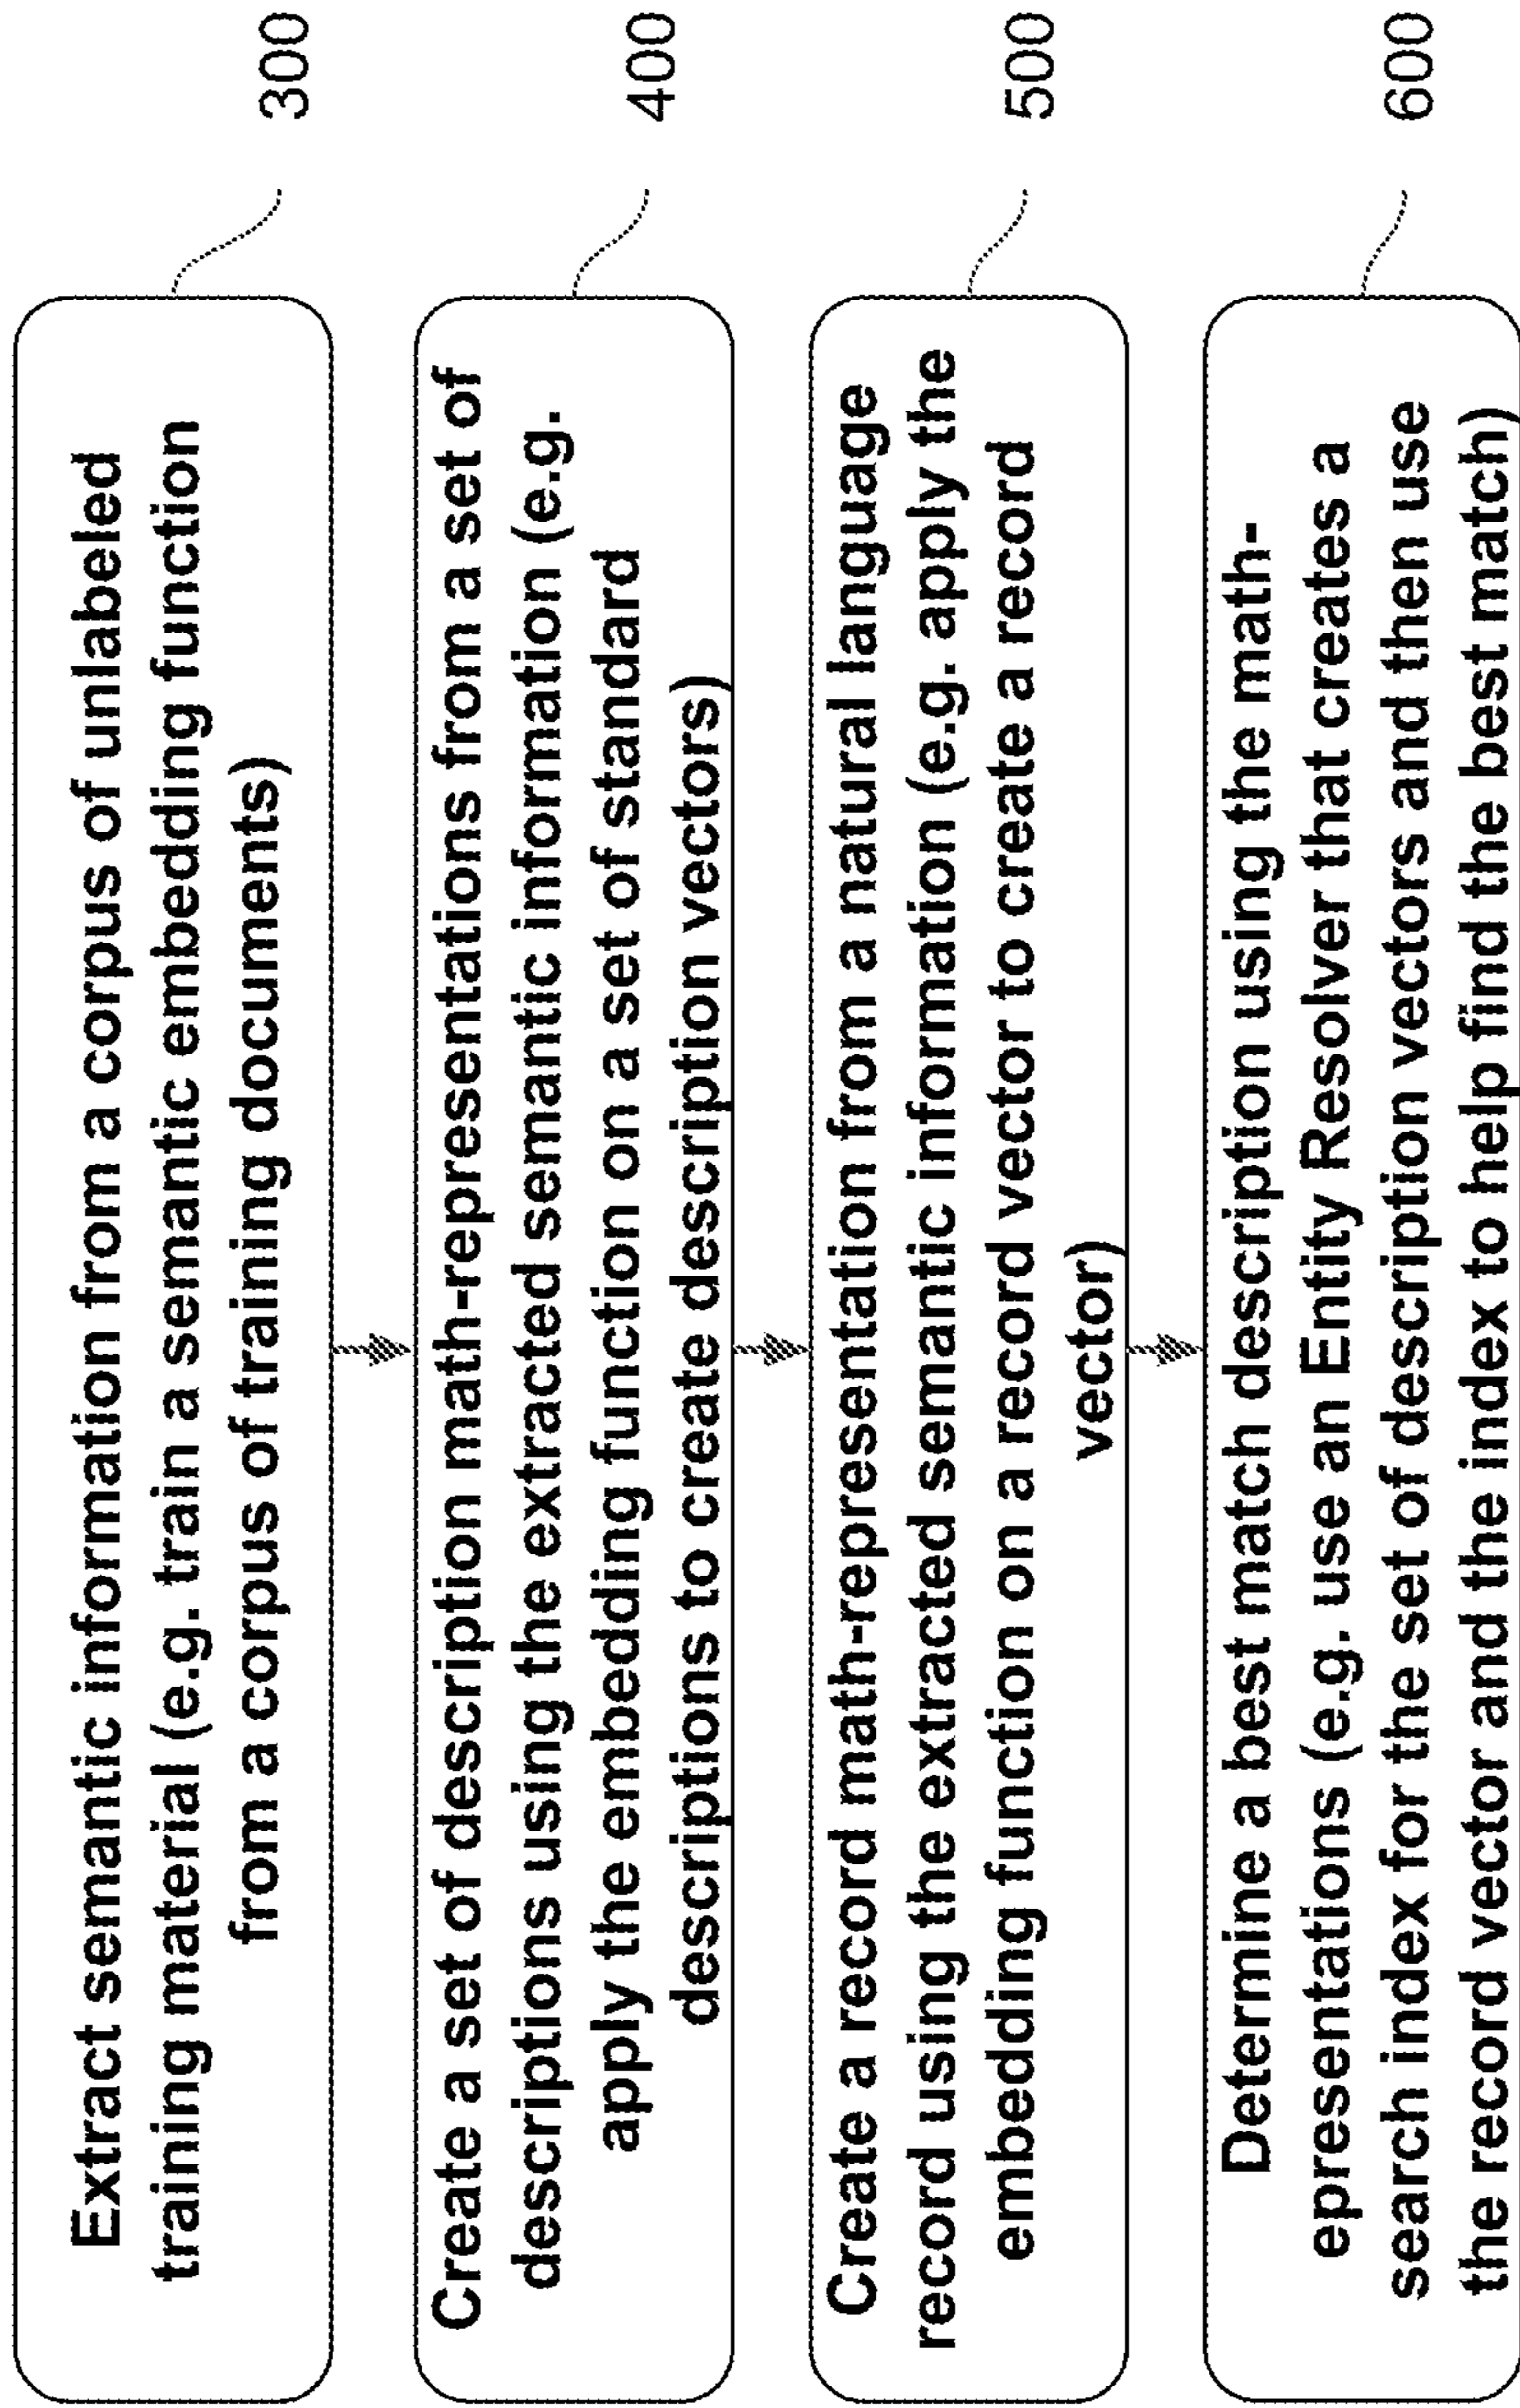 Extract semantic information from a corpus of unlabeled
training material (e.g. train a semantic embedding function
from a corpus of training documents)
300
Create a set of description math-representations from a set of
descriptions using the extracted semantic information (e.g.
apply the embedding function on a set of standard
descriptions to create description vectors)
400
Create a record math-representation from a natural language
record using the extracted semantic information (e.g. apply the
embedding function on a record vector to create a record
vector)
500
Determine a best match description using the math-
epresentations (e.g. use an Entity Resolver that creates a
search index for the set of description vectors and then use
the record vector and the index to help find the best match)
600